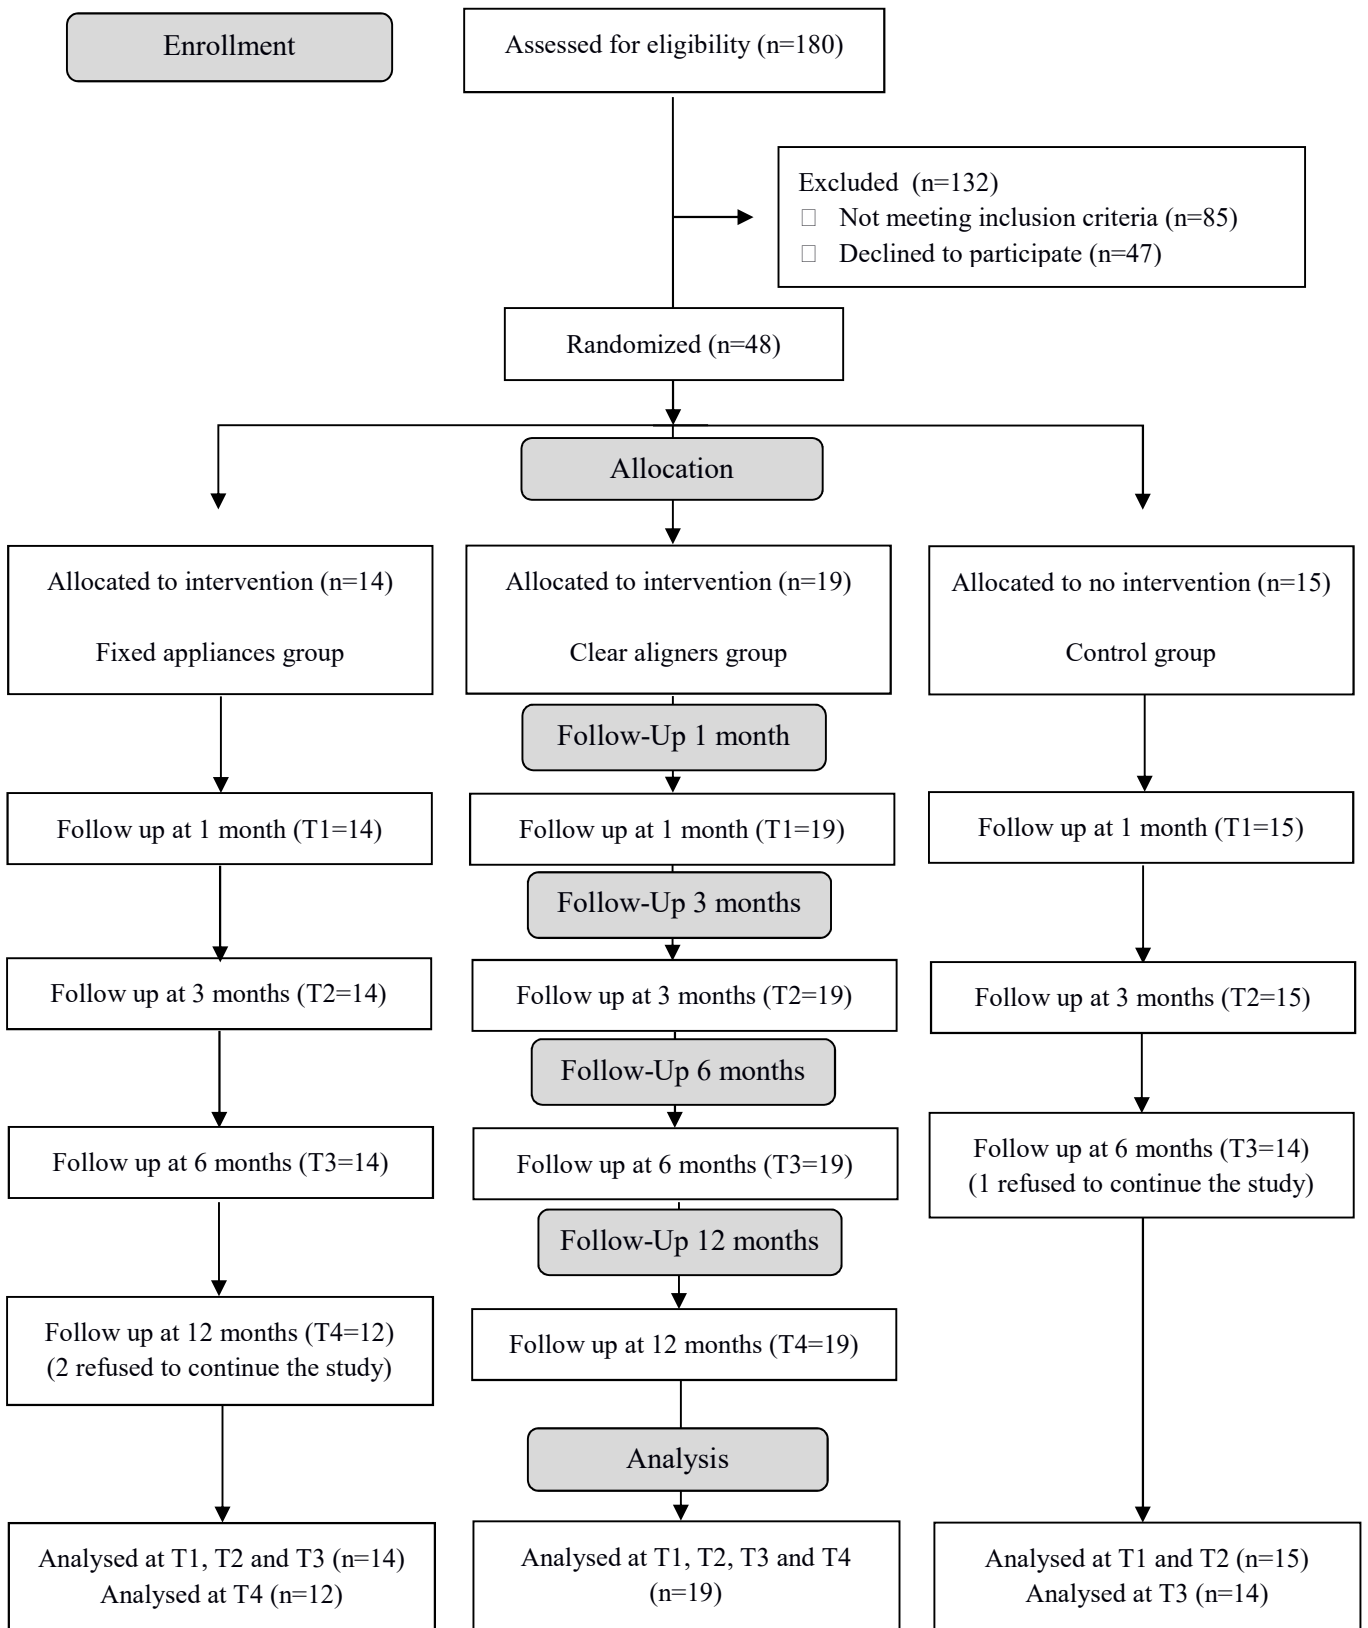 Enrollment
Assessed for eligibility (n=180)
Excluded  (n=132)
Not meeting inclusion criteria (n=85)
Declined to participate (n=47)
Randomized (n=48)
Allocation
Allocated to intervention (n=14)
Fixed appliances group
Allocated to intervention (n=19)
Clear aligners group
Allocated to no intervention (n=15)
Control group
Follow-Up 1 month
Follow up at 1 month (T1=14)
Follow up at 1 month (T1=19)
Follow up at 1 month (T1=15)
Follow-Up 3 months
Follow up at 3 months (T2=14)
Follow up at 3 months (T2=19)
Follow up at 3 months (T2=15)
Follow-Up 6 months
Follow up at 6 months (T3=14)
Follow up at 6 months (T3=19)
Follow up at 6 months (T3=14)
(1 refused to continue the study)
Follow-Up 12 months
Follow up at 12 months (T4=12)
(2 refused to continue the study)
Follow up at 12 months (T4=19)
Analysis
Analysed at T1, T2 and T3 (n=14)
Analysed at T4 (n=12)
Analysed at T1, T2, T3 and T4
(n=19)
Analysed at T1 and T2 (n=15)
Analysed at T3 (n=14)